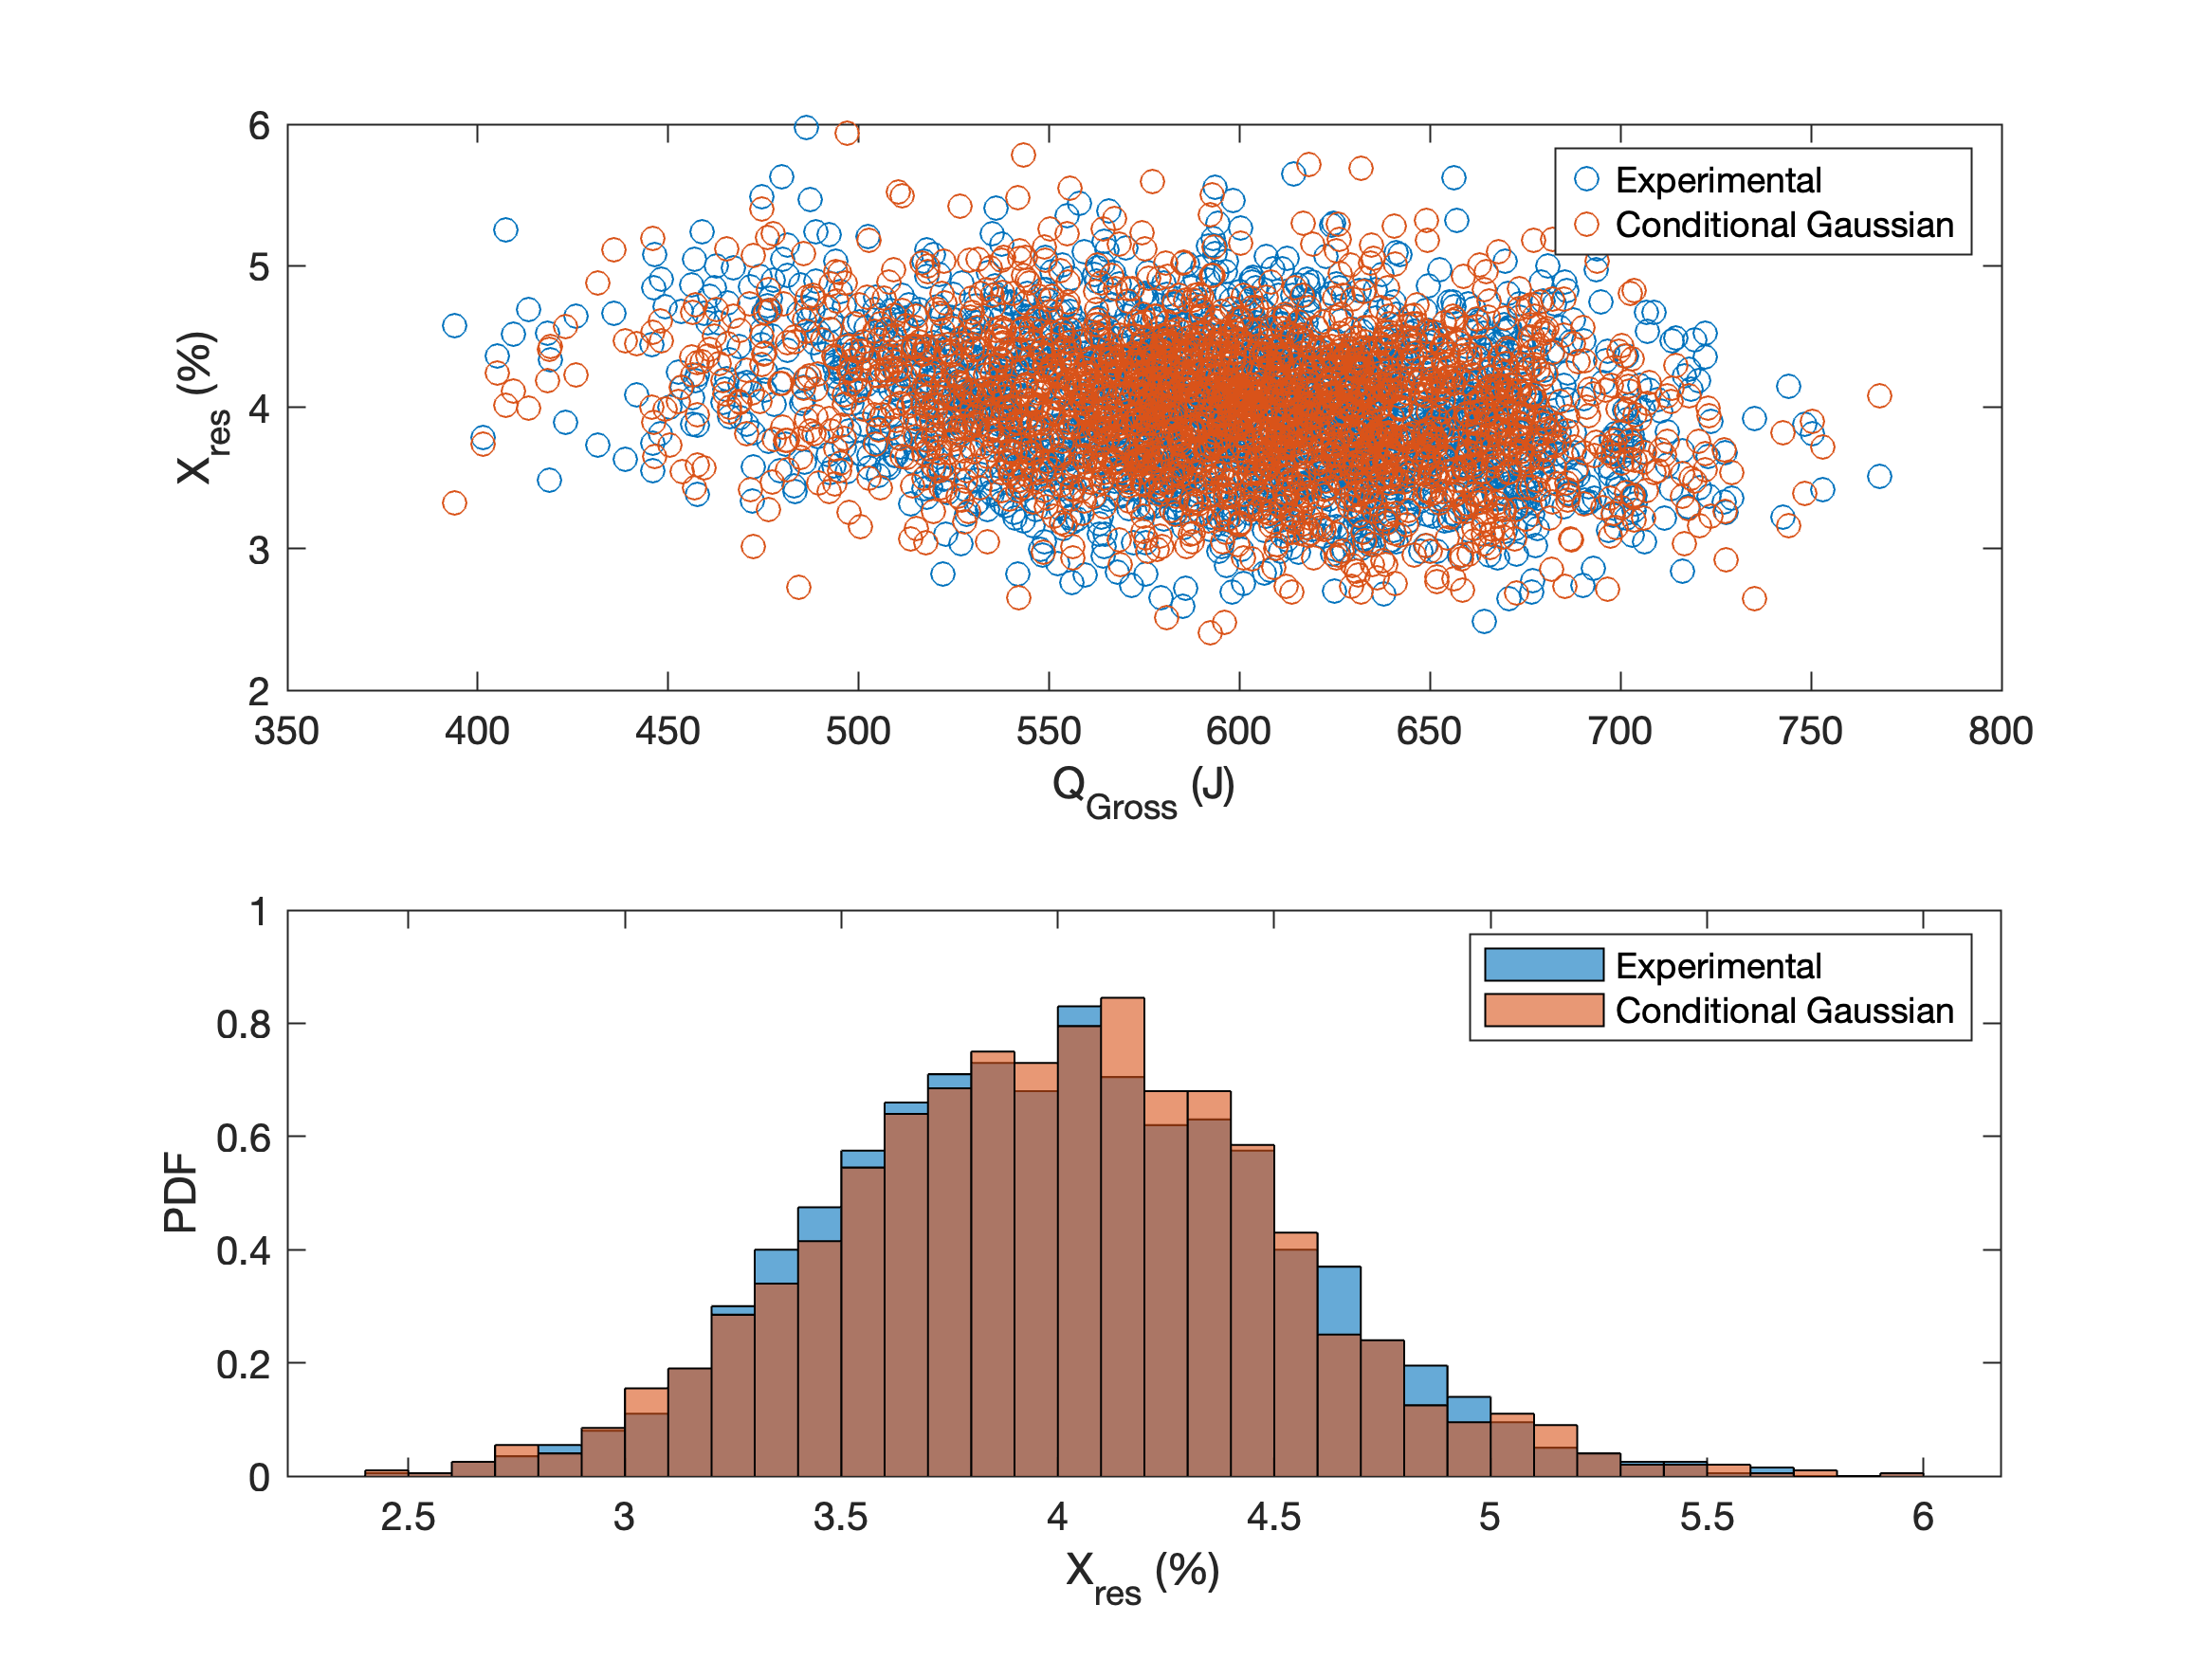 6
5
4
3
2
X_res (%)
Experimental
Conditional Gaussian
350 400 450 500 550 600 650 700 750 800
Q_Gross (J)
1
0.8
0.6
0.4
0.2
0
PDF
Experimental
Conditional Gaussian
2.5 3 3.5 4 4.5 5 5.5 6
X_res (%)